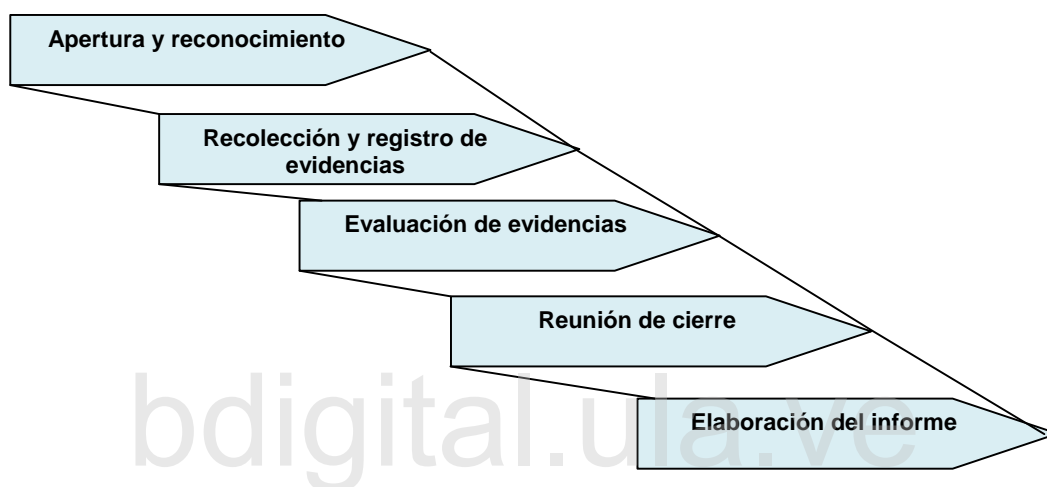 Apertura y reconocimiento
Recolección y registro de
evidencias
Evaluación de evidencias
Reunión de cierre
Elaboración del informe
bdigital.ula.ve